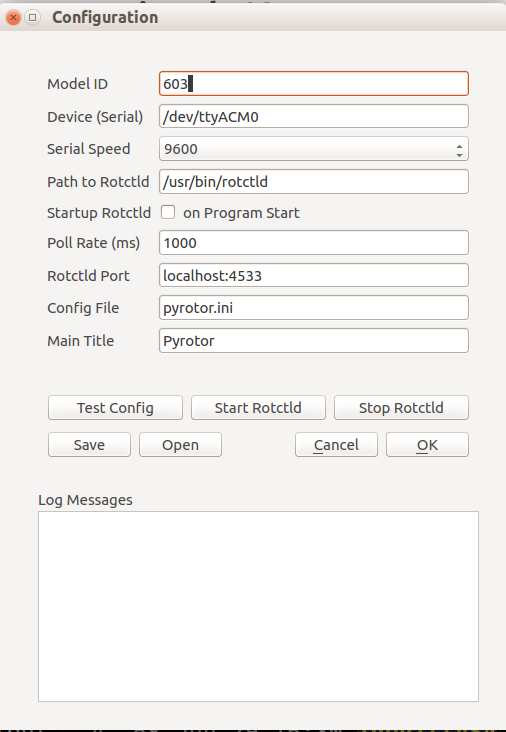 Configuration
Model ID 603
Device (Serial) /dev/ttyACM0
Serial Speed 9600
Path to Rotctld /usr/bin/rotctld
Startup Rotctld on Program Start
Poll Rate (ms) 1000
Rotctld Port localhost:4533
Config File pyrotor.ini
Main Title Pyrotor
Test Config Start Rotctld Stop Rotctld
Save Open Cancel OK
Log Messages